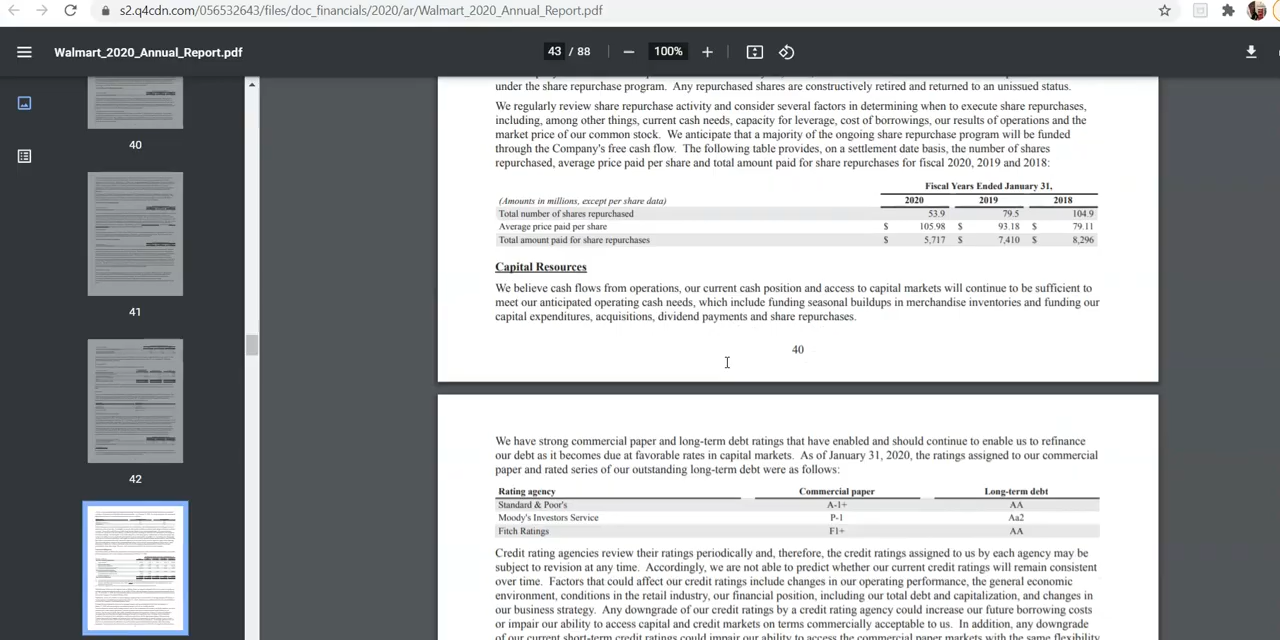 s2.q4cdn.com/056532643/files/doc_financials/2020/ar/Walmart_2020_Annual_Report.pdf
Walmart_2020_Annual_Report.pdf
43 / 88
100%
40
41
42
under the share repurchase program. Any repurchased shares are constructively retired and returned to an unissued status.
We regularly review share repurchase activity and consider several factors in determining when to execute share repurchases,
including, among other things, current cash needs, capacity for leverage, cost of borrowings, our results of operations and the
market price of our common stock. We anticipate that a majority of the ongoing share repurchase program will be funded
through the Company's free cash flow. The following table provides, on a settlement date basis, the number of shares
repurchased, average price paid per share and total amount paid for share repurchases for fiscal 2020, 2019 and 2018:
Fiscal Years Ended January 31,
(Amounts in millions, except per share data) 2020 2019 2018
Total number of shares repurchased 53.9 79.5 104.9
Average price paid per share $ 105.98 $ 93.18 $ 79.11
Total amount paid for share repurchases $ 5,717 $ 7,410 $ 8,296
Capital Resources
We believe cash flows from operations, our current cash position and access to capital markets will continue to be sufficient to
meet our anticipated operating cash needs, which include funding seasonal buildups in merchandise inventories and funding our
capital expenditures, acquisitions, dividend payments and share repurchases.
40
We have strong commercial paper and long-term debt ratings that have enabled and should continue to enable us to refinance
our debt as it becomes due at favorable rates in capital markets. As of January 31, 2020, the ratings assigned to our commercial
paper and rated series of our outstanding long-term debt were as follows:
Rating agency Commercial paper Long-term debt
Standard & Poor's A-1+ AA
Moody's Investors Service P-1 Aa2
Fitch Ratings F1+ AA
Credit rating agencies review their ratings periodically and, therefore, the credit ratings assigned to us by each agency may be
subject to revision at any time. Accordingly, we are not able to predict whether our current credit ratings will remain consistent
over time. Factors that could affect our credit ratings include changes in our operating performance, the general economic
environment, conditions in the retail industry, our financial position, including our total debt and capitalization, and changes in
our business strategy. Any downgrade of our credit ratings by a credit rating agency could increase our future borrowing costs
or impair our ability to access capital and credit markets on terms commercially acceptable to us. In addition, any downgrade
of our current short-term credit ratings could impair our ability to access the commercial paper markets with the same flexibility